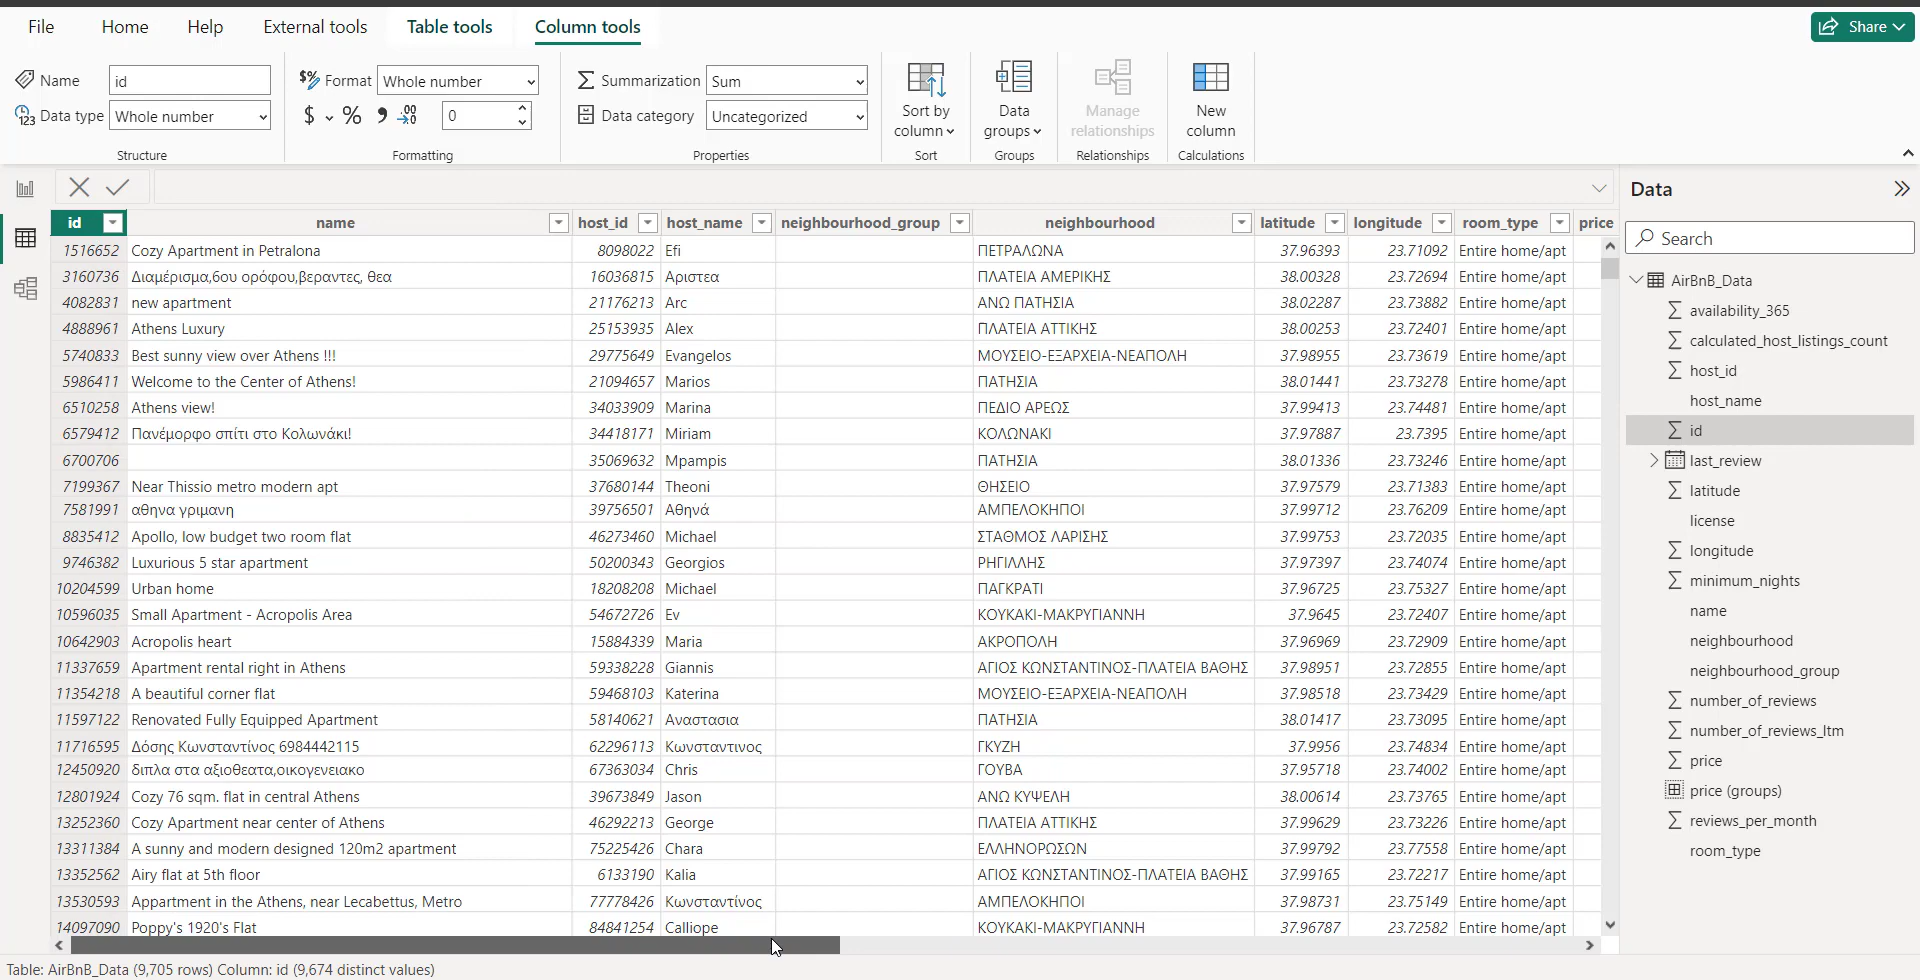 File Home Help External tools Table tools Column tools Share
Name id Format Whole number Summarization Sum
Data type Whole number $ % 0 Data category Uncategorized
Sort by column Data groups Manage relationships New column
Structure Formatting Properties Sort Groups Relationships Calculations
id name host_id host_name neighbourhood_group neighbourhood latitude longitude room_type price
1516652 Cozy Apartment in Petralona 8098022 Efi ΠΕΤΡΑΛΩΝΑ 37.96393 23.71092 Entire home/apt
3160736 Διαμέρισμα,6ου ορόφου,βεραντες, θεα 16036815 Αριστεα ΠΛΑΤΕΙΑ ΑΜΕΡΙΚΗΣ 38.00328 23.72694 Entire home/apt
4082831 new apartment 21176213 Arc ΑΝΩ ΠΑΤΗΣΙΑ 38.02287 23.73882 Entire home/apt
4888961 Athens Luxury 25153935 Alex ΠΛΑΤΕΙΑ ΑΤΤΙΚΗΣ 38.00253 23.72401 Entire home/apt
5740833 Best sunny view over Athens !!! 29775649 Evangelos ΜΟΥΣΕΙΟ-ΕΞΑΡΧΕΙΑ-ΝΕΑΠΟΛΗ 37.98955 23.73619 Entire home/apt
5986411 Welcome to the Center of Athens! 21094657 Marios ΠΑΤΗΣΙΑ 38.01441 23.73278 Entire home/apt
6510258 Athens view! 34033909 Marina ΠΕΔΙΟ ΑΡΕΩΣ 37.99413 23.74481 Entire home/apt
6579412 Πανέμορφο σπίτι στο Κολωνάκι! 34418171 Miriam ΚΟΛΩΝΑΚΙ 37.97887 23.7395 Entire home/apt
6700706 35069632 Mpampis ΠΑΤΗΣΙΑ 38.01336 23.73246 Entire home/apt
7199367 Near Thissio metro modern apt 37680144 Theoni ΘΗΣΕΙΟ 37.97579 23.71383 Entire home/apt
7581991 αθηνα γριμανη 39756501 Αθηνά ΑΜΠΕΛΟΚΗΠΟΙ 37.99712 23.76209 Entire home/apt
8835412 Apollo, low budget two room flat 46273460 Michael ΣΤΑΘΜΟΣ ΛΑΡΙΣΗΣ 37.99753 23.72035 Entire home/apt
9746382 Luxurious 5 star apartment 50200343 Georgios ΡΗΓΙΛΛΗΣ 37.97397 23.74074 Entire home/apt
10204599 Urban home 18208208 Michael ΠΑΓΚΡΑΤΙ 37.96725 23.75327 Entire home/apt
10596035 Small Apartment - Acropolis Area 54672726 Ev ΚΟΥΚΑΚΙ-ΜΑΚΡΥΓΙΑΝΝΗ 37.9645 23.72407 Entire home/apt
10642903 Acropolis heart 15884339 Maria ΑΚΡΟΠΟΛΗ 37.96969 23.72909 Entire home/apt
11337659 Apartment rental right in Athens 59338228 Giannis ΑΓΙΟΣ ΚΩΝΣΤΑΝΤΙΝΟΣ-ΠΛΑΤΕΙΑ ΒΑΘΗΣ 37.98951 23.72855 Entire home/apt
11354218 A beautiful corner flat 59468103 Katerina ΜΟΥΣΕΙΟ-ΕΞΑΡΧΕΙΑ-ΝΕΑΠΟΛΗ 37.98518 23.73429 Entire home/apt
11597122 Renovated Fully Equipped Apartment 58140621 Αναστασια ΠΑΤΗΣΙΑ 38.01417 23.73095 Entire home/apt
11716595 Δόσης Κωνσταντίνος 6984442115 62296113 Κωνσταντινος ΓΚΥΖΗ 37.9956 23.74834 Entire home/apt
12450920 διπλα στα αξιοθεατα,οικογενειακο 67363034 Chris ΓΟΥΒΑ 37.95718 23.74002 Entire home/apt
12801924 Cozy 76 sqm. flat in central Athens 39673849 Jason ΑΝΩ ΚΥΨΕΛΗ 38.00614 23.73765 Entire home/apt
13252360 Cozy Apartment near center of Athens 46292213 George ΠΛΑΤΕΙΑ ΑΤΤΙΚΗΣ 37.99629 23.73226 Entire home/apt
13311384 A sunny and modern designed 120m2 apartment 75225426 Chara ΕΛΛΗΝΟΡΩΣΩΝ 37.99792 23.77558 Entire home/apt
13352562 Airy flat at 5th floor 6133190 Kalia ΑΓΙΟΣ ΚΩΝΣΤΑΝΤΙΝΟΣ-ΠΛΑΤΕΙΑ ΒΑΘΗΣ 37.99165 23.72217 Entire home/apt
13530593 Appartment in the Athens, near Lecabettus, Metro 77778426 Κωνσταντίνος ΑΜΠΕΛΟΚΗΠΟΙ 37.98731 23.75149 Entire home/apt
14097090 Poppy's 1920's Flat 84841254 Calliope ΚΟΥΚΑΚΙ-ΜΑΚΡΥΓΙΑΝΝΗ 37.96787 23.72582 Entire home/apt
Data
Search
AirBnB_Data
availability_365
calculated_host_listings_count
host_id
host_name
id
last_review
latitude
license
longitude
minimum_nights
name
neighbourhood
neighbourhood_group
number_of_reviews
number_of_reviews_ltm
price
price (groups)
reviews_per_month
room_type
Table: AirBnB_Data (9,705 rows) Column: id (9,674 distinct values)